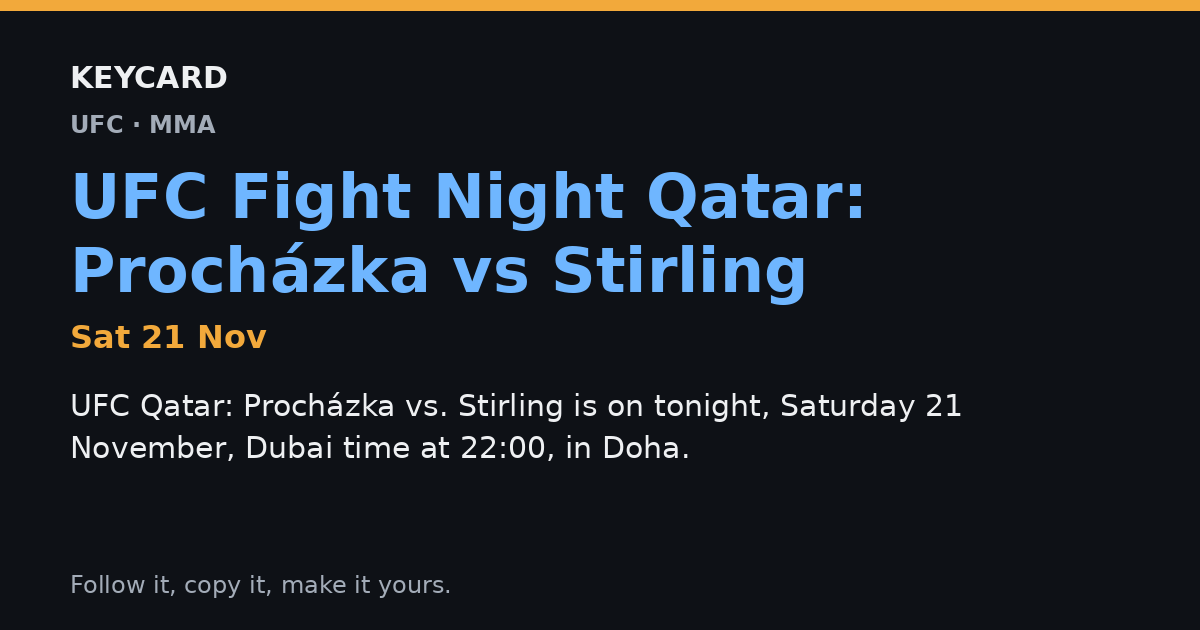 KEYCARD
UFC · MMA
UFC Fight Night Qatar:
Procházka vs Stirling
Sat 21 Nov
UFC Qatar: Procházka vs. Stirling is on tonight, Saturday 21
November, Dubai time at 22:00, in Doha.
Follow it, copy it, make it yours.